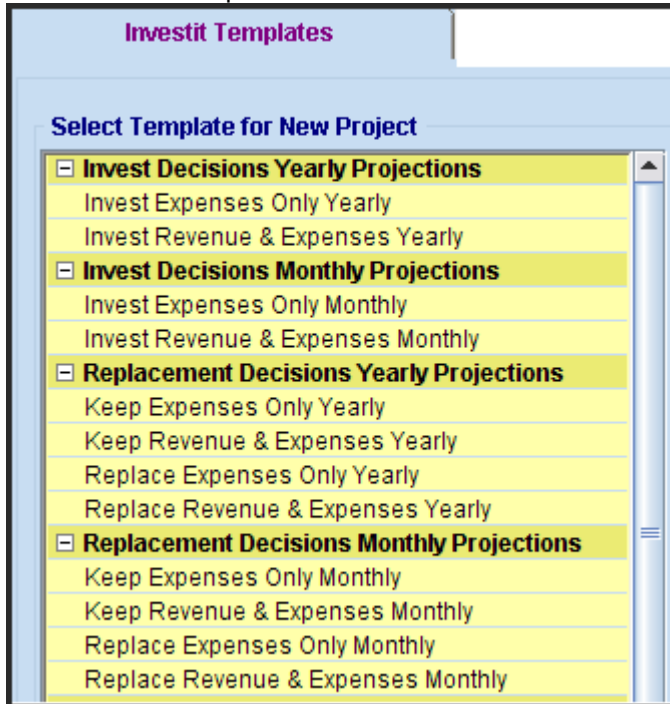 Investit Templates
Select Template for New Project
Invest Decisions Yearly Projections
Invest Expenses Only Yearly
Invest Revenue & Expenses Yearly
Invest Decisions Monthly Projections
Invest Expenses Only Monthly
Invest Revenue & Expenses Monthly
Replacement Decisions Yearly Projections
Keep Expenses Only Yearly
Keep Revenue & Expenses Yearly
Replace Expenses Only Yearly
Replace Revenue & Expenses Yearly
Replacement Decisions Monthly Projections
Keep Expenses Only Monthly
Keep Revenue & Expenses Monthly
Replace Expenses Only Monthly
Replace Revenue & Expenses Monthly